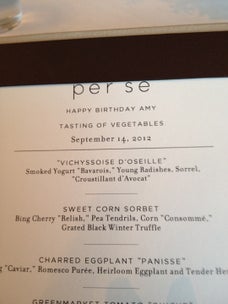 per se
HAPPY BIRTHDAY AMY
TASTING OF VEGETABLES
September 14, 2012
"VICHYSSOISE D'OSEILLE"
Smoked Yogurt "Bavarois," Young Radishes, Sorrel,
"Croustillant d'Avocat"
SWEET CORN SORBET
Bing Cherry "Relish," Pea Tendrils, Corn "Consommé,"
Grated Black Winter Truffle
CHARRED EGGPLANT "PANISSE"
"Caviar," Romesco Purée, Heirloom Eggplant and Tender
GREENMARKET TOMATO